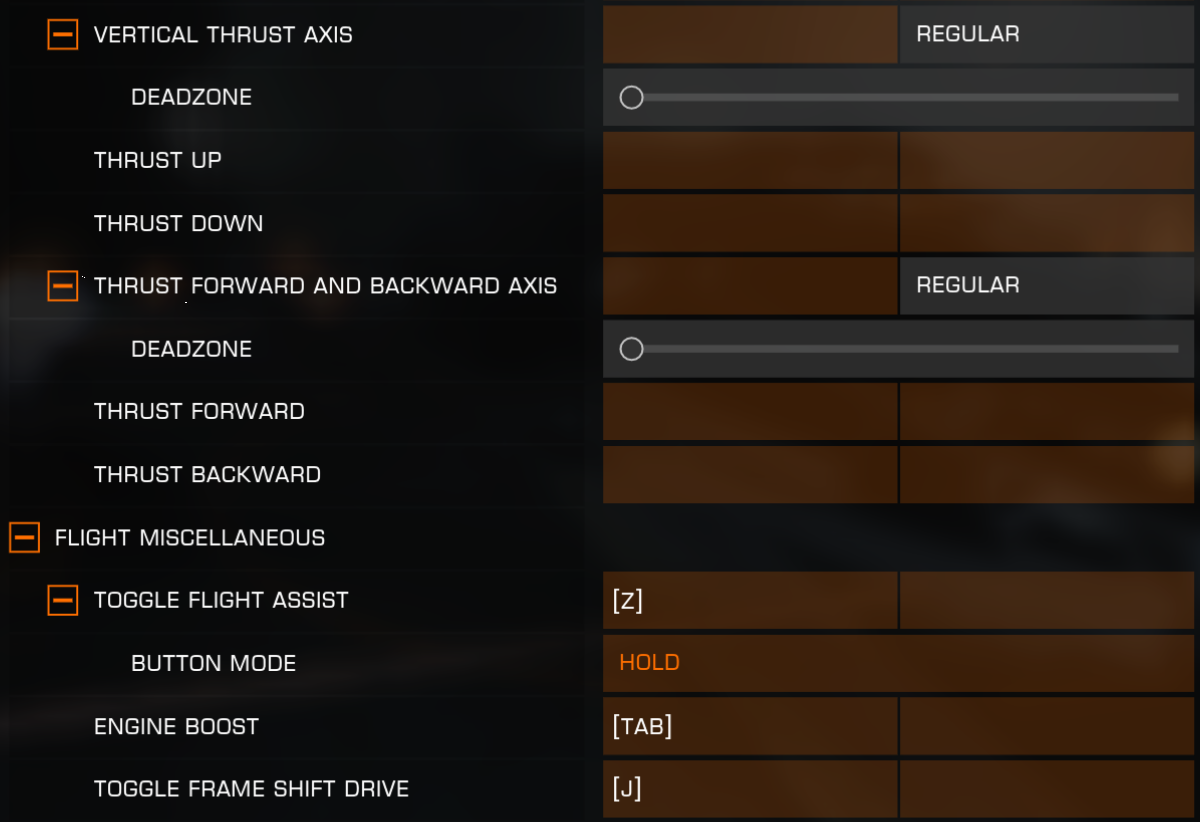 VERTICAL THRUST AXIS REGULAR
DEADZONE
THRUST UP
THRUST DOWN
THRUST FORWARD AND BACKWARD AXIS REGULAR
DEADZONE
THRUST FORWARD
THRUST BACKWARD
FLIGHT MISCELLANEOUS
TOGGLE FLIGHT ASSIST [Z]
BUTTON MODE HOLD
ENGINE BOOST [TAB]
TOGGLE FRAME SHIFT DRIVE [J]